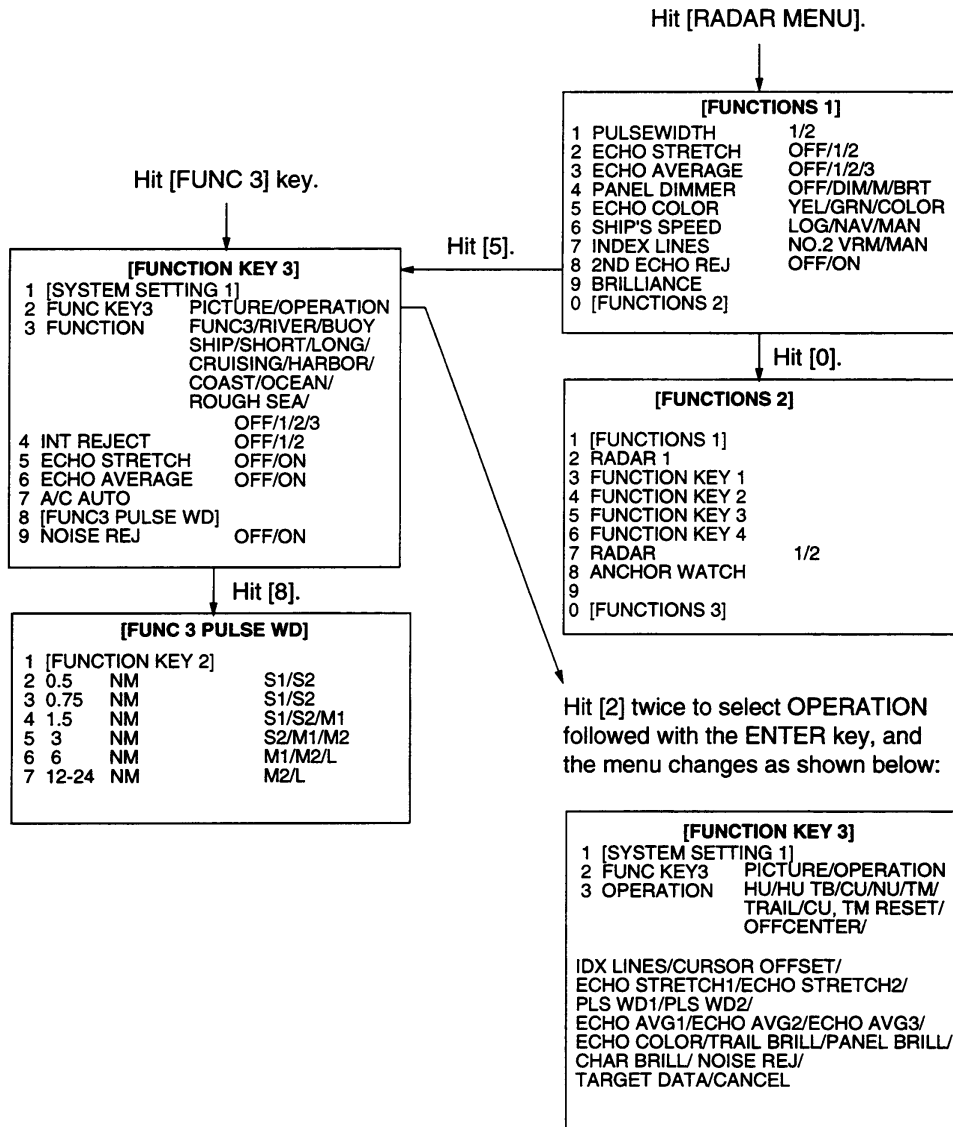 Hit [RADAR MENU].
[FUNCTIONS 1]
1 PULSEWIDTH 1/2
2 ECHO STRETCH OFF/1/2
3 ECHO AVERAGE OFF/1/2/3
4 PANEL DIMMER OFF/DIM/M/BRT
5 ECHO COLOR YEL/GRN/COLOR
6 SHIP'S SPEED LOG/NAV/MAN
7 INDEX LINES NO.2 VRM/MAN
8 2ND ECHO REJ OFF/ON
9 BRILLIANCE
0 [FUNCTIONS 2]
Hit [FUNC 3] key.
Hit [5].
[FUNCTION KEY 3]
1 [SYSTEM SETTING 1]
2 FUNC KEY3 PICTURE/OPERATION
3 FUNCTION FUNC3/RIVER/BUOY
SHIP/SHORT/LONG/
CRUISING/HARBOR/
COAST/OCEAN/
ROUGH SEA/
OFF/1/2/3
4 INT REJECT OFF/1/2
5 ECHO STRETCH OFF/ON
6 ECHO AVERAGE OFF/ON
7 A/C AUTO
8 [FUNC3 PULSE WD]
9 NOISE REJ OFF/ON
Hit [0].
[FUNCTIONS 2]
1 [FUNCTIONS 1]
2 RADAR 1
3 FUNCTION KEY 1
4 FUNCTION KEY 2
5 FUNCTION KEY 3
6 FUNCTION KEY 4
7 RADAR 1/2
8 ANCHOR WATCH
9
0 [FUNCTIONS 3]
Hit [8].
[FUNC 3 PULSE WD]
1 [FUNCTION KEY 2]
2 0.5 NM S1/S2
3 0.75 NM S1/S2
4 1.5 NM S1/S2/M1
5 3 NM S2/M1/M2
6 6 NM M1/M2/L
7 12-24 NM M2/L
Hit [2] twice to select OPERATION
followed with the ENTER key, and
the menu changes as shown below:
[FUNCTION KEY 3]
1 [SYSTEM SETTING 1]
2 FUNC KEY3 PICTURE/OPERATION
3 OPERATION HU/HU TB/CU/NU/TM/
TRAIL/CU, TM RESET/
OFFCENTER/
IDX LINES/CURSOR OFFSET/
ECHO STRETCH1/ECHO STRETCH2/
PLS WD1/PLS WD2/
ECHO AVG1/ECHO AVG2/ECHO AVG3/
ECHO COLOR/TRAIL BRILL/PANEL BRILL/
CHAR BRILL/ NOISE REJ/
TARGET DATA/CANCEL